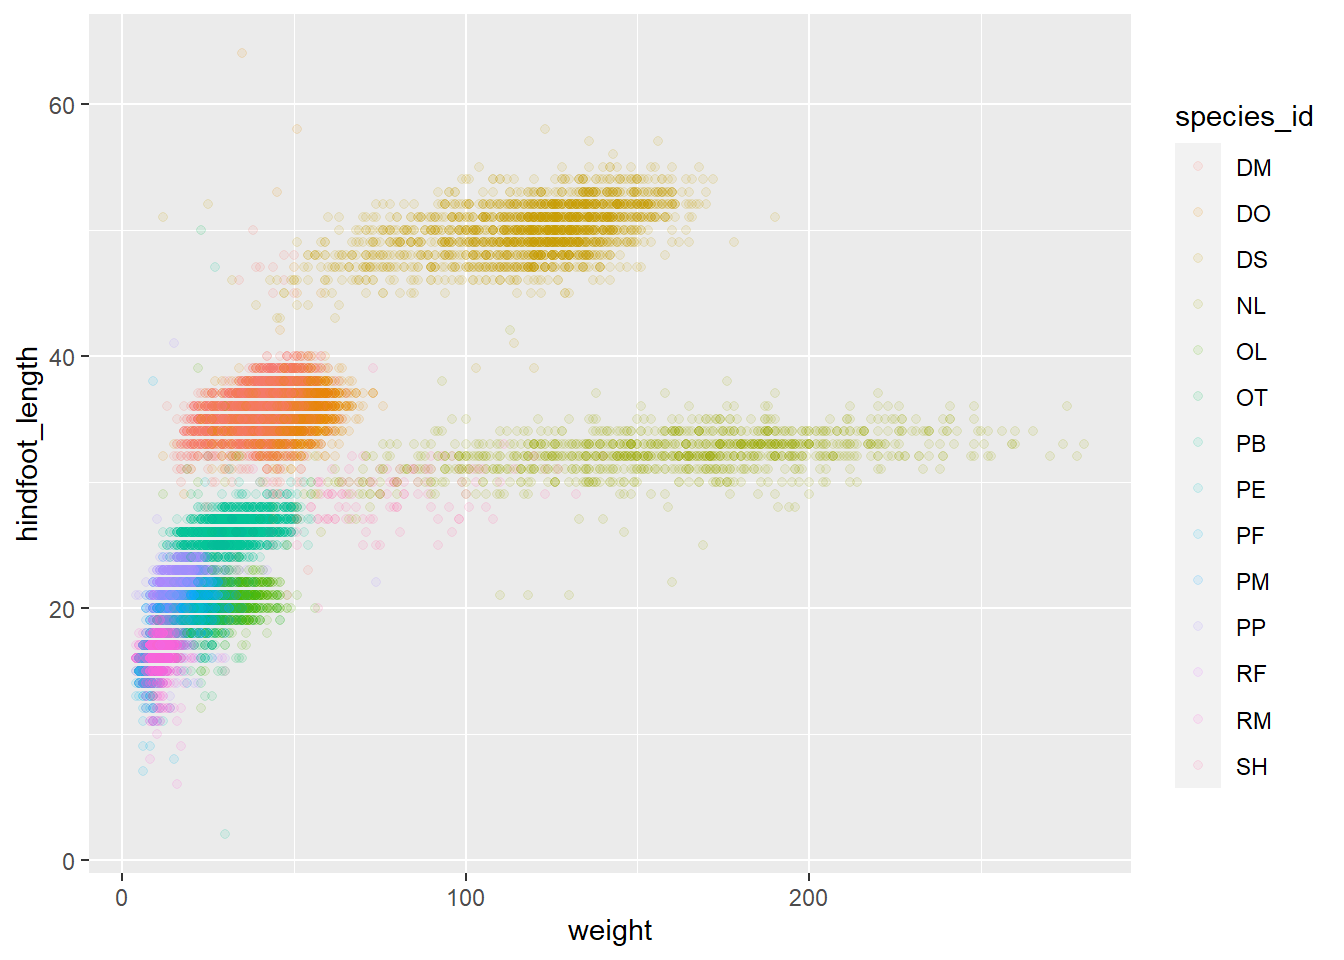 60
40
20
0
hindfoot_length
0
100
200
weight
species_id
DM
DO
DS
NL
OL
OT
PB
PE
PF
PM
PP
RF
RM
SH